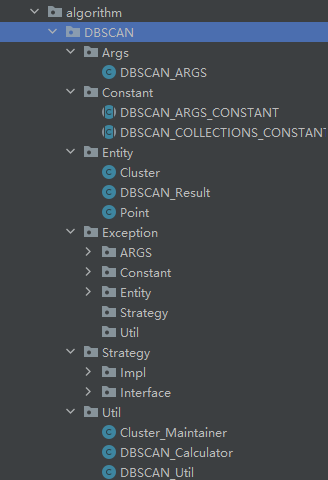 algorithm
DBSCAN
Args
DBSCAN_ARGS
Constant
DBSCAN_ARGS_CONSTANT
DBSCAN_COLLECTIONS_CONSTANT
Entity
Cluster
DBSCAN_Result
Point
Exception
ARGS
Constant
Entity
Strategy
Util
Strategy
Impl
Interface
Util
Cluster_Maintainer
DBSCAN_Calculator
DBSCAN_Util